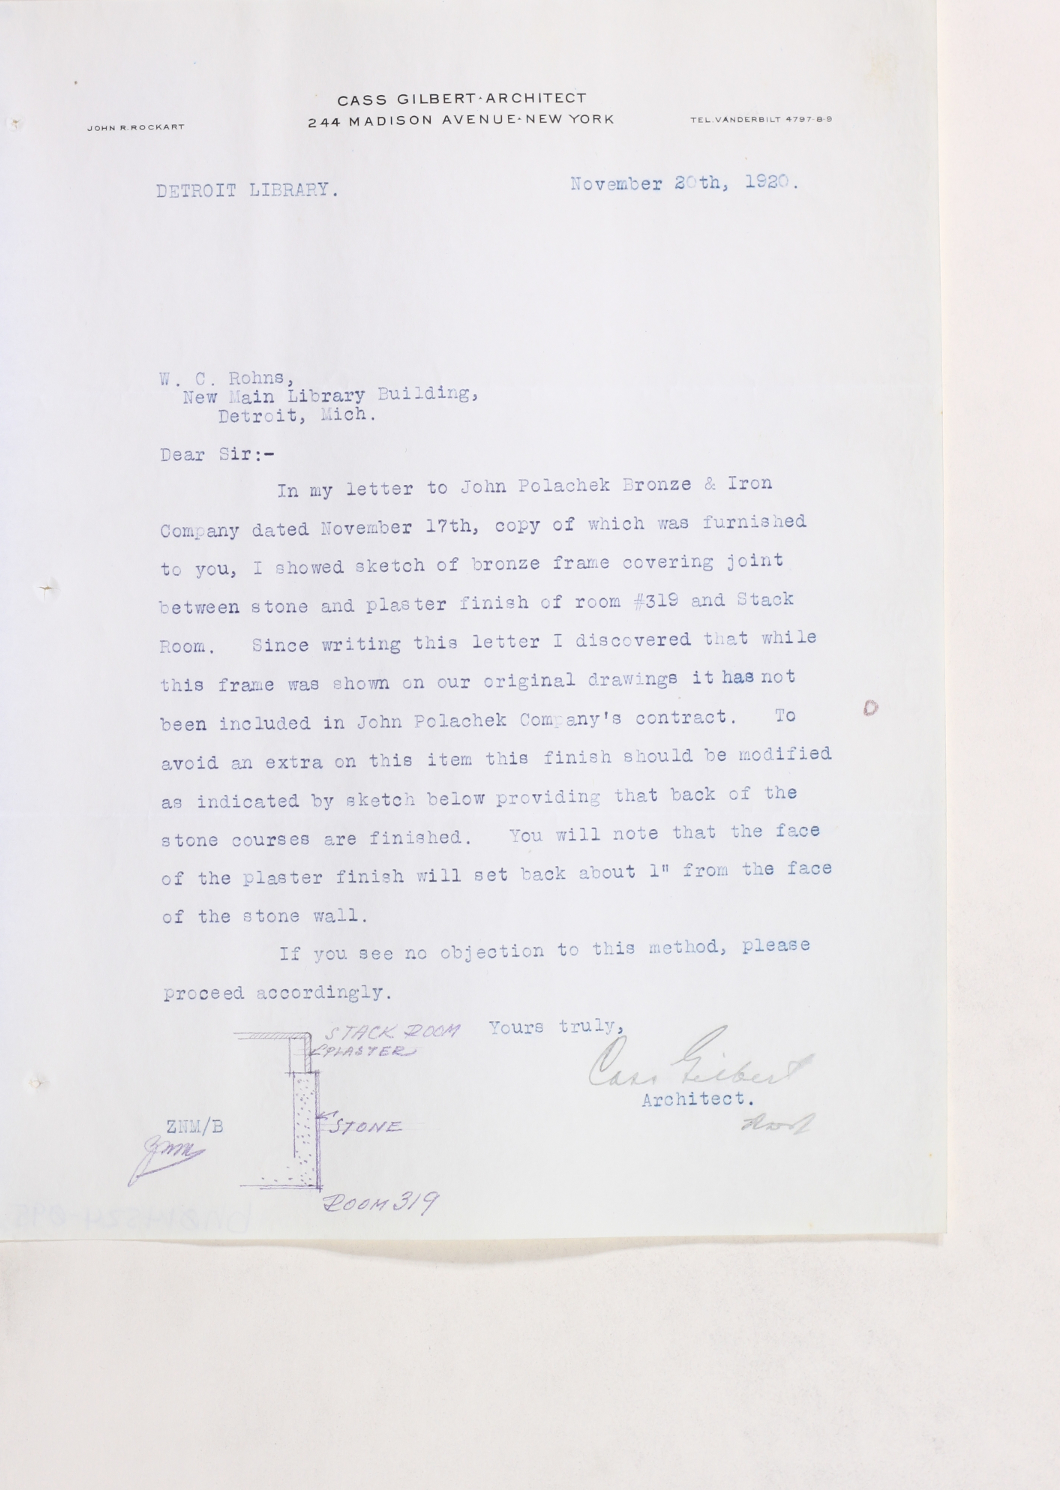 CASS GILBERT·ARCHITECT
244 MADISON AVENUE·NEW YORK
JOHN R. ROCKART
TEL. VANDERBILT 4797-8-9
DETROIT LIBRARY.
November 20th, 1920.
W. C. Rohns,
New Main Library Building,
Detroit, Mich.
Dear Sir:-
In my letter to John Polachek Bronze & Iron
Company dated November 17th, copy of which was furnished
to you, I showed sketch of bronze frame covering joint
between stone and plaster finish of room #319 and Stack
Room. Since writing this letter I discovered that while
this frame was shown on our original drawings it has not
been included in John Polachek Company's contract. To
avoid an extra on this item this finish should be modified
as indicated by sketch below providing that back of the
stone courses are finished. You will note that the face
of the plaster finish will set back about 1" from the face
of the stone wall.
If you see no objection to this method, please
proceed accordingly.
Yours truly,
Cass Gilbert
Architect.
STACK ROOM
PLASTER
STONE
ROOM 319
ZNM/B
ZNM